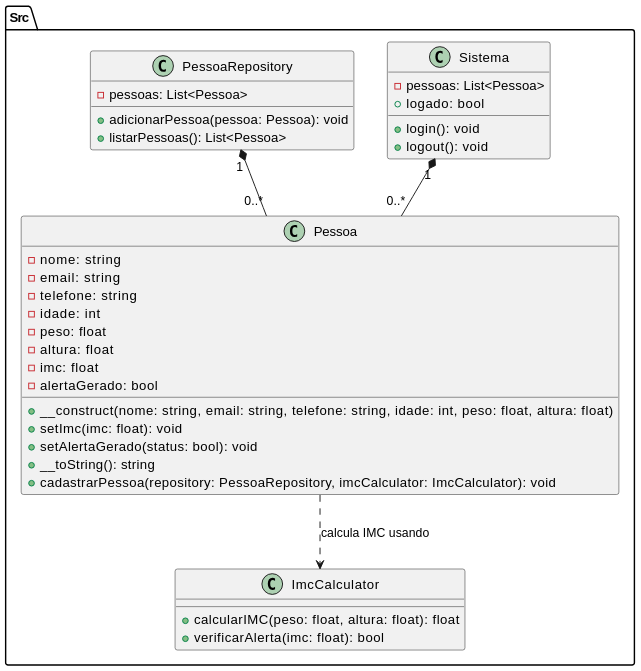 Src
C PessoaRepository
pessoas: List<Pessoa>
adicionarPessoa(pessoa: Pessoa): void
listarPessoas(): List<Pessoa>
C Sistema
pessoas: List<Pessoa>
logado: bool
login(): void
logout(): void
1
0..*
1
0..*
C Pessoa
nome: string
email: string
telefone: string
idade: int
peso: float
altura: float
imc: float
alertaGerado: bool
__construct(nome: string, email: string, telefone: string, idade: int, peso: float, altura: float)
setImc(imc: float): void
setAlertaGerado(status: bool): void
__toString(): string
cadastrarPessoa(repository: PessoaRepository, imcCalculator: ImcCalculator): void
calcula IMC usando
C ImcCalculator
calcularIMC(peso: float, altura: float): float
verificarAlerta(imc: float): bool